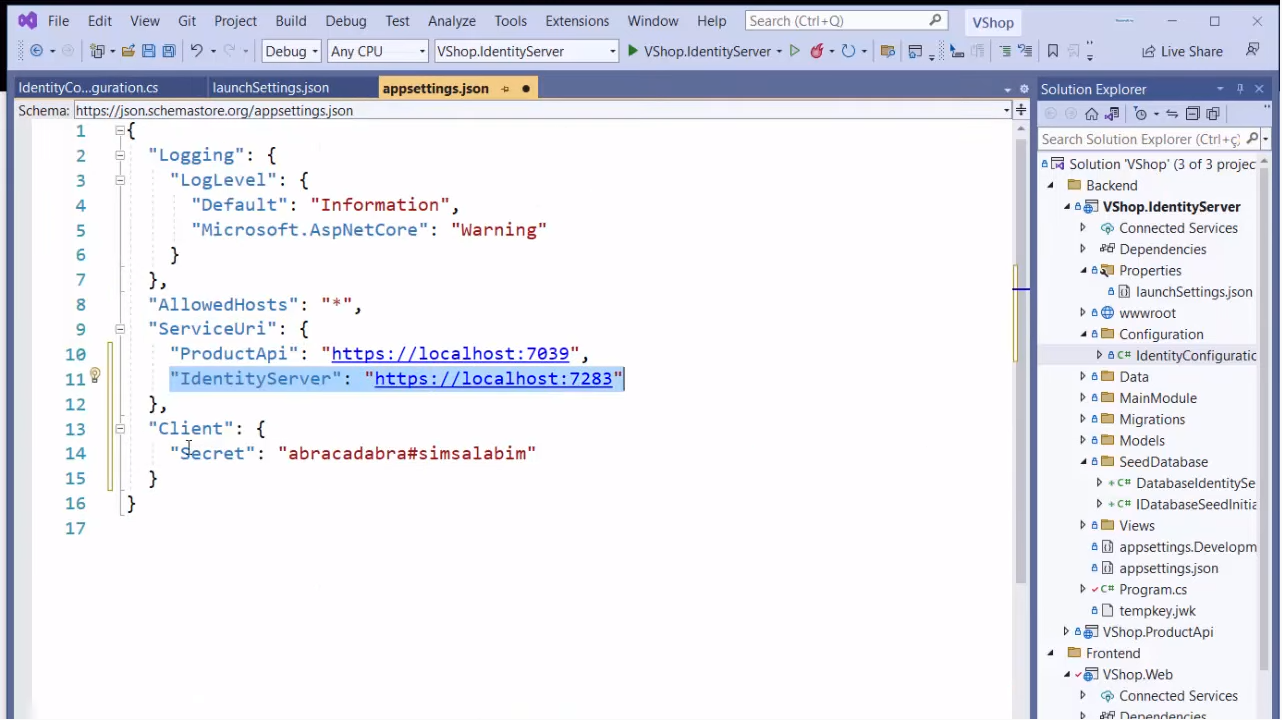 File Edit View Git Project Build Debug Test Analyze Tools Extensions Window Help Search (Ctrl+Q) VShop
Debug Any CPU VShop.IdentityServer VShop.IdentityServer Live Share
IdentityCo...guration.cs launchSettings.json appsettings.json
Schema: https://json.schemastore.org/appsettings.json
1 {
2 "Logging": {
3 "LogLevel": {
4 "Default": "Information",
5 "Microsoft.AspNetCore": "Warning"
6 }
7 },
8 "AllowedHosts": "*",
9 "ServiceUri": {
10 "ProductApi": "https://localhost:7039",
11 "IdentityServer": "https://localhost:7283"
12 },
13 "Client": {
14 "Secret": "abracadabra#simsalabim"
15 }
16 }
17
Solution Explorer
Search Solution Explorer (Ctrl+ç)
Solution 'VShop' (3 of 3 projec
Backend
VShop.IdentityServer
Connected Services
Dependencies
Properties
launchSettings.json
wwwroot
Configuration
C# IdentityConfiguratic
Data
MainModule
Migrations
Models
SeedDatabase
C# DatabaseIdentitySe
C# IDatabaseSeedInitia
Views
appsettings.Developm
appsettings.json
C# Program.cs
tempkey.jwk
VShop.ProductApi
Frontend
VShop.Web
Connected Services
Dependencies